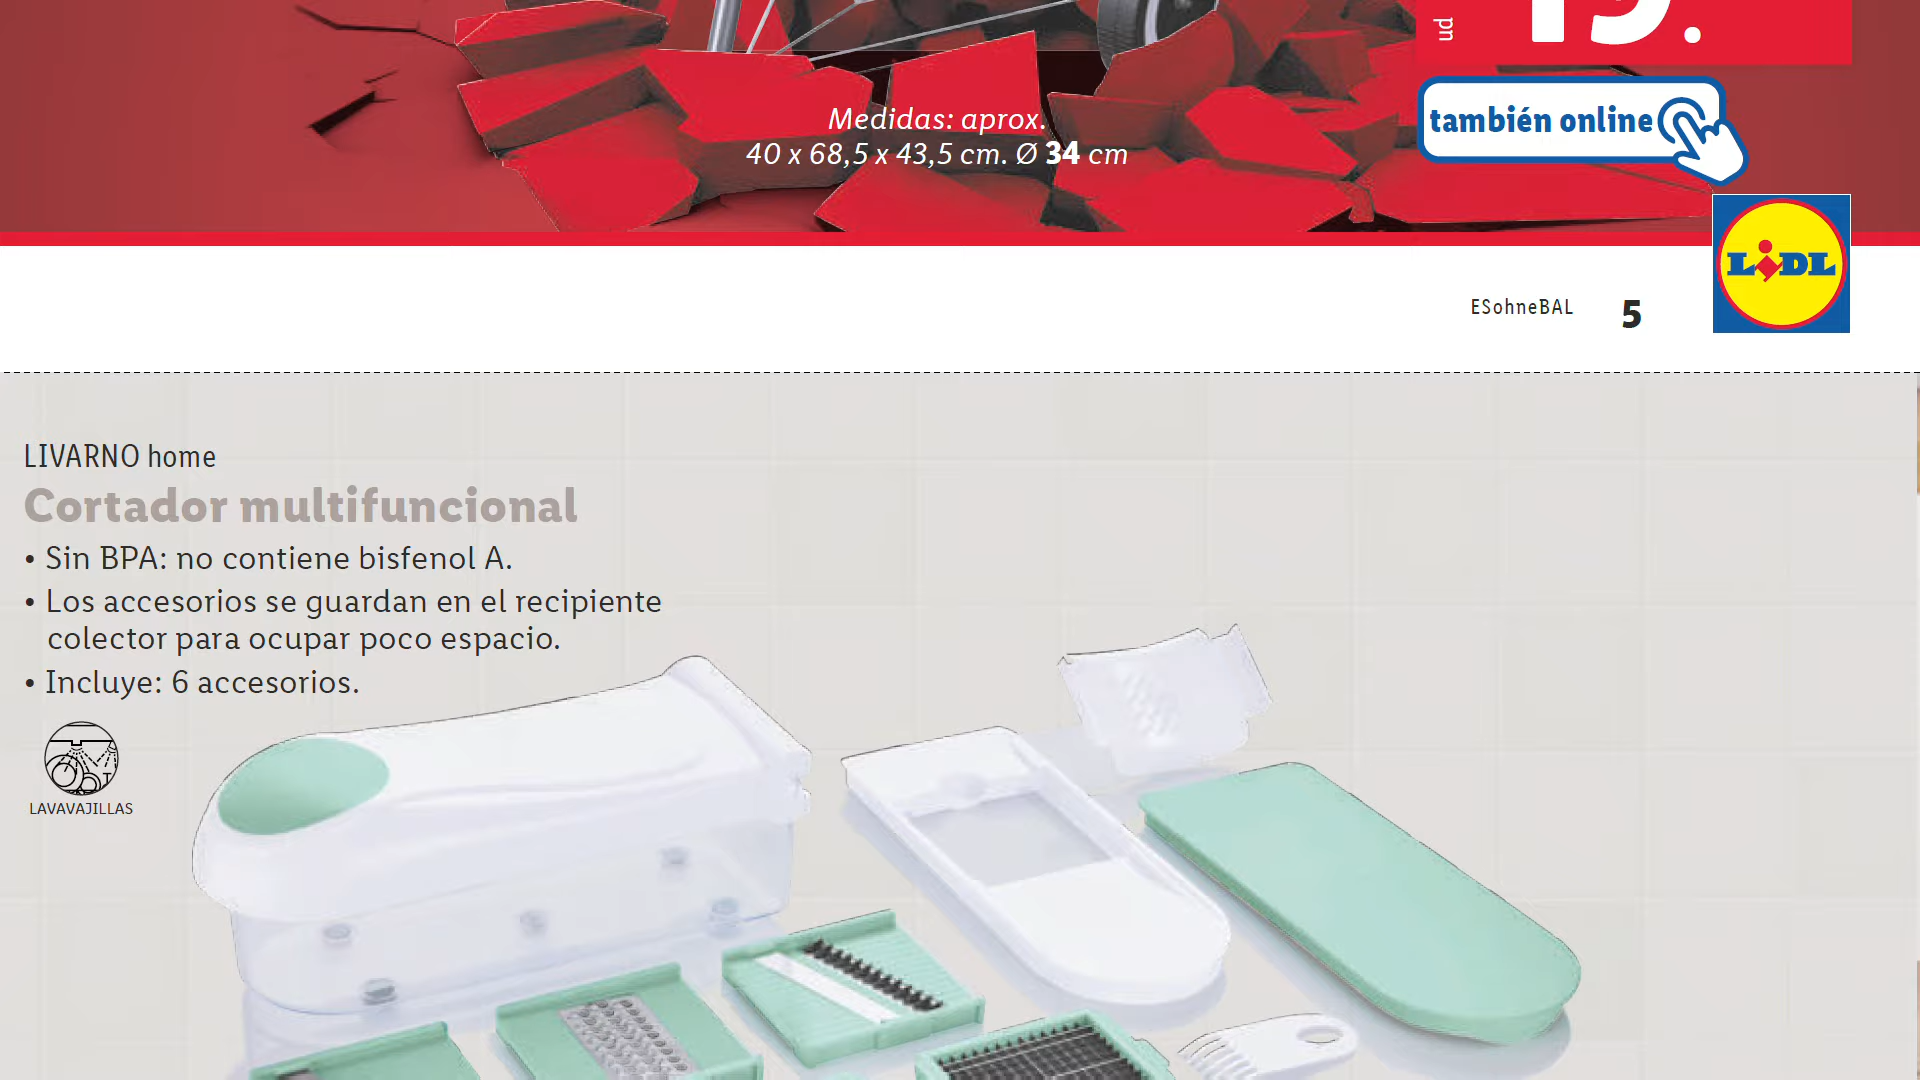 ud
Medidas: aprox.
40 x 68,5 x 43,5 cm. Ø 34 cm
también online
LIDL
ESohneBAL 5
LIVARNO home
Cortador multifuncional
• Sin BPA: no contiene bisfenol A.
• Los accesorios se guardan en el recipiente
colector para ocupar poco espacio.
• Incluye: 6 accesorios.
LAVAVAJILLAS